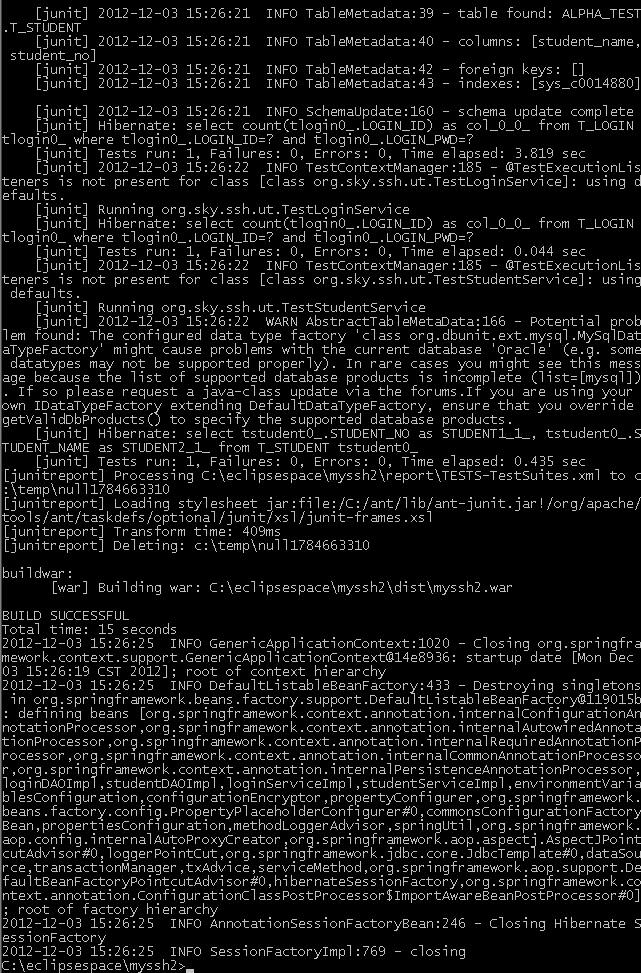 [junit] 2012-12-03 15:26:21  INFO TableMetadata:39 - table found: ALPHA_TEST
.T_STUDENT
[junit] 2012-12-03 15:26:21  INFO TableMetadata:40 - columns: [student_name,
student_no]
[junit] 2012-12-03 15:26:21  INFO TableMetadata:42 - foreign keys: []
[junit] 2012-12-03 15:26:21  INFO TableMetadata:43 - indexes: [sys_c0014880]
[junit] 2012-12-03 15:26:21  INFO SchemaUpdate:160 - schema update complete
[junit] Hibernate: select count(tlogin0_.LOGIN_ID) as col_0_0_ from T_LOGIN
tlogin0_ where tlogin0_.LOGIN_ID=? and tlogin0_.LOGIN_PWD=?
[junit] Tests run: 1, Failures: 0, Errors: 0, Time elapsed: 3.819 sec
[junit] 2012-12-03 15:26:22  INFO TestContextManager:185 - @TestExecutionLis
teners is not present for class [class org.sky.ssh.ut.TestLoginService]: using d
efaults.
[junit] Running org.sky.ssh.ut.TestLoginService
[junit] Hibernate: select count(tlogin0_.LOGIN_ID) as col_0_0_ from T_LOGIN
tlogin0_ where tlogin0_.LOGIN_ID=? and tlogin0_.LOGIN_PWD=?
[junit] Tests run: 1, Failures: 0, Errors: 0, Time elapsed: 0.044 sec
[junit] 2012-12-03 15:26:22  INFO TestContextManager:185 - @TestExecutionLis
teners is not present for class [class org.sky.ssh.ut.TestStudentService]: using
defaults.
[junit] Running org.sky.ssh.ut.TestStudentService
[junit] 2012-12-03 15:26:22  WARN AbstractTableMetaData:166 - Potential prob
lem found: The configured data type factory 'class org.dbunit.ext.mysql.MySqlDat
aTypeFactory' might cause problems with the current database 'Oracle' (e.g. some
datatypes may not be supported properly). In rare cases you might see this mess
age because the list of supported database products is incomplete (list=[mysql])
. If so please request a java-class update via the forums.If you are using your
own IDataTypeFactory extending DefaultDataTypeFactory, ensure that you override
getValidDbProducts() to specify the supported database products.
[junit] Hibernate: select tstudent0_.STUDENT_NO as STUDENT1_1_, tstudent0_.S
TUDENT_NAME as STUDENT2_1_ from T_STUDENT tstudent0_
[junit] Tests run: 1, Failures: 0, Errors: 0, Time elapsed: 0.435 sec
[junitreport] Processing C:\eclipsespace\myssh2\report\TESTS-TestSuites.xml to c
:\temp\null1784663310
[junitreport] Loading stylesheet jar:file:/C:/ant/lib/ant-junit.jar!/org/apache/
tools/ant/taskdefs/optional/junit/xsl/junit-frames.xsl
[junitreport] Transform time: 409ms
[junitreport] Deleting: c:\temp\null1784663310
buildwar:
[war] Building war: C:\eclipsespace\myssh2\dist\myssh2.war
BUILD SUCCESSFUL
Total time: 15 seconds
2012-12-03 15:26:25  INFO GenericApplicationContext:1020 - Closing org.springfra
mework.context.support.GenericApplicationContext@14e8936: startup date [Mon Dec
03 15:26:19 CST 2012]; root of context hierarchy
2012-12-03 15:26:25  INFO DefaultListableBeanFactory:433 - Destroying singletons
in org.springframework.beans.factory.support.DefaultListableBeanFactory@119015b
: defining beans [org.springframework.context.annotation.internalConfigurationAn
notationProcessor,org.springframework.context.annotation.internalAutowiredAnnota
tionProcessor,org.springframework.context.annotation.internalRequiredAnnotationP
rocessor,org.springframework.context.annotation.internalCommonAnnotationProcesso
r,org.springframework.context.annotation.internalPersistenceAnnotationProcessor,
loginDAOImpl,studentDAOImpl,loginServiceImpl,studentServiceImpl,environmentVaria
blesConfiguration,configurationEncryptor,propertyConfigurer,org.springframework.
beans.factory.config.PropertyPlaceholderConfigurer#0,commonsConfigurationFactory
Bean,propertiesConfiguration,methodLoggerAdvisor,springUtil,org.springframework.
aop.config.internalAutoProxyCreator,org.springframework.aop.aspectj.AspectJPoint
cutAdvisor#0,loggerPointCut,org.springframework.jdbc.core.JdbcTemplate#0,dataSou
rce,transactionManager,txAdvice,serviceMethod,org.springframework.aop.support.De
faultBeanFactoryPointcutAdvisor#0,hibernateSessionFactory,org.springframework.co
ntext.annotation.ConfigurationClassPostProcessor$ImportAwareBeanPostProcessor#0]
; root of factory hierarchy
2012-12-03 15:26:25  INFO AnnotationSessionFactoryBean:246 - Closing Hibernate S
essionFactory
2012-12-03 15:26:25  INFO SessionFactoryImpl:769 - closing
C:\eclipsespace\myssh2>